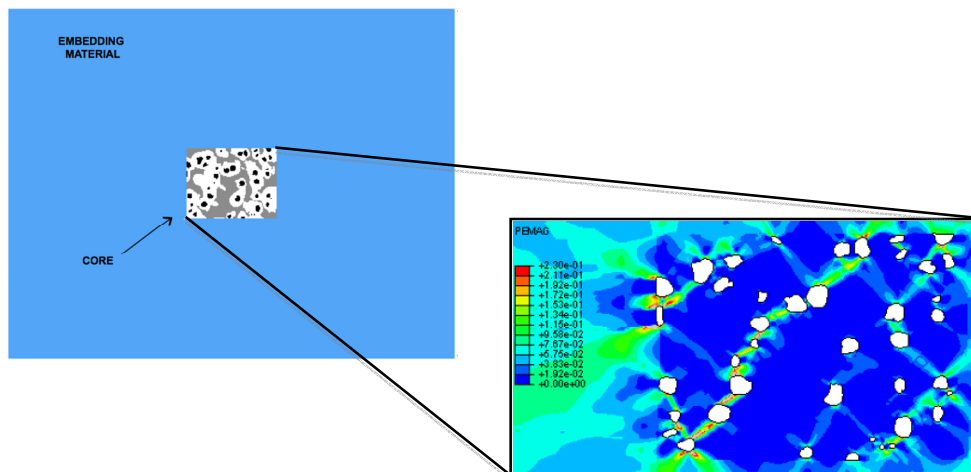 EMBEDDING
MATERIAL
CORE
PEMAG
+2.30e-01
+2.11e-01
+1.92e-01
+1.72e-01
+1.53e-01
+1.34e-01
+1.15e-01
+9.58e-02
+7.67e-02
+5.75e-02
+3.83e-02
+1.92e-02
+0.00e+00